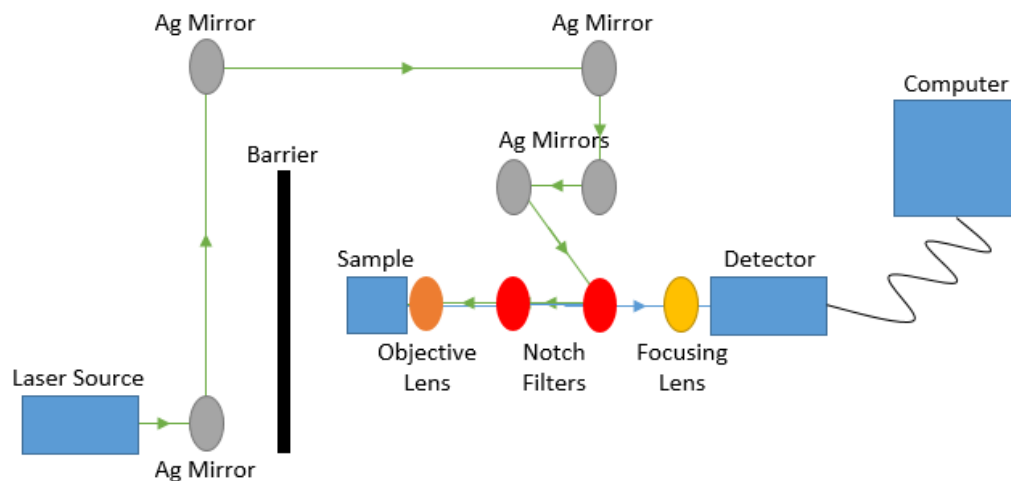 Ag Mirror
Ag Mirror
Computer
Ag Mirrors
Barrier
Sample
Detector
Objective
Lens
Notch
Filters
Focusing
Lens
Laser Source
Ag Mirror